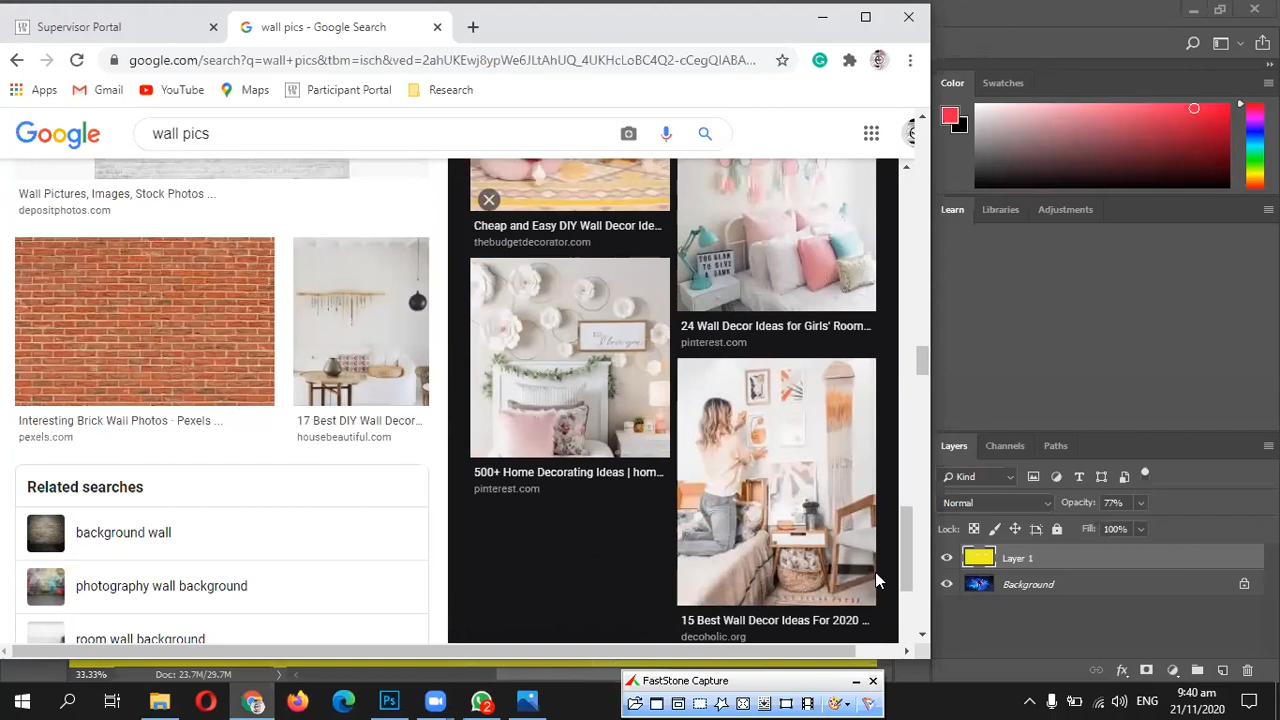 Supervisor Portal
wall pics - Google Search
google.com/search?q=wall+pics&tbm=isch&ved=2ahUKEwj8ypWe6JLtAhUQ_4UKHcLoBC4Q2-cCegQIABA...
Apps
Gmail
YouTube
Maps
Participant Portal
Research
Google
wall pics
Wall Pictures, Images, Stock Photos ...
depositphotos.com
Interesting Brick Wall Photos · Pexels ...
pexels.com
17 Best DIY Wall Decor...
housebeautiful.com
Related searches
background wall
photography wall background
room wall background
Cheap and Easy DIY Wall Decor Ide...
thebudgetdecorator.com
500+ Home Decorating Ideas | hom...
pinterest.com
24 Wall Decor Ideas for Girls' Room...
pinterest.com
15 Best Wall Decor Ideas For 2020 ...
decoholic.org
Color
Swatches
Learn
Libraries
Adjustments
Layers
Channels
Paths
Kind
Normal
Opacity: 77%
Lock:
Fill: 100%
Layer 1
Background
33.33%
Doc: 23.7M/29.7M
FastStone Capture
Ps
2
ENG
9:40 am
21/11/2020